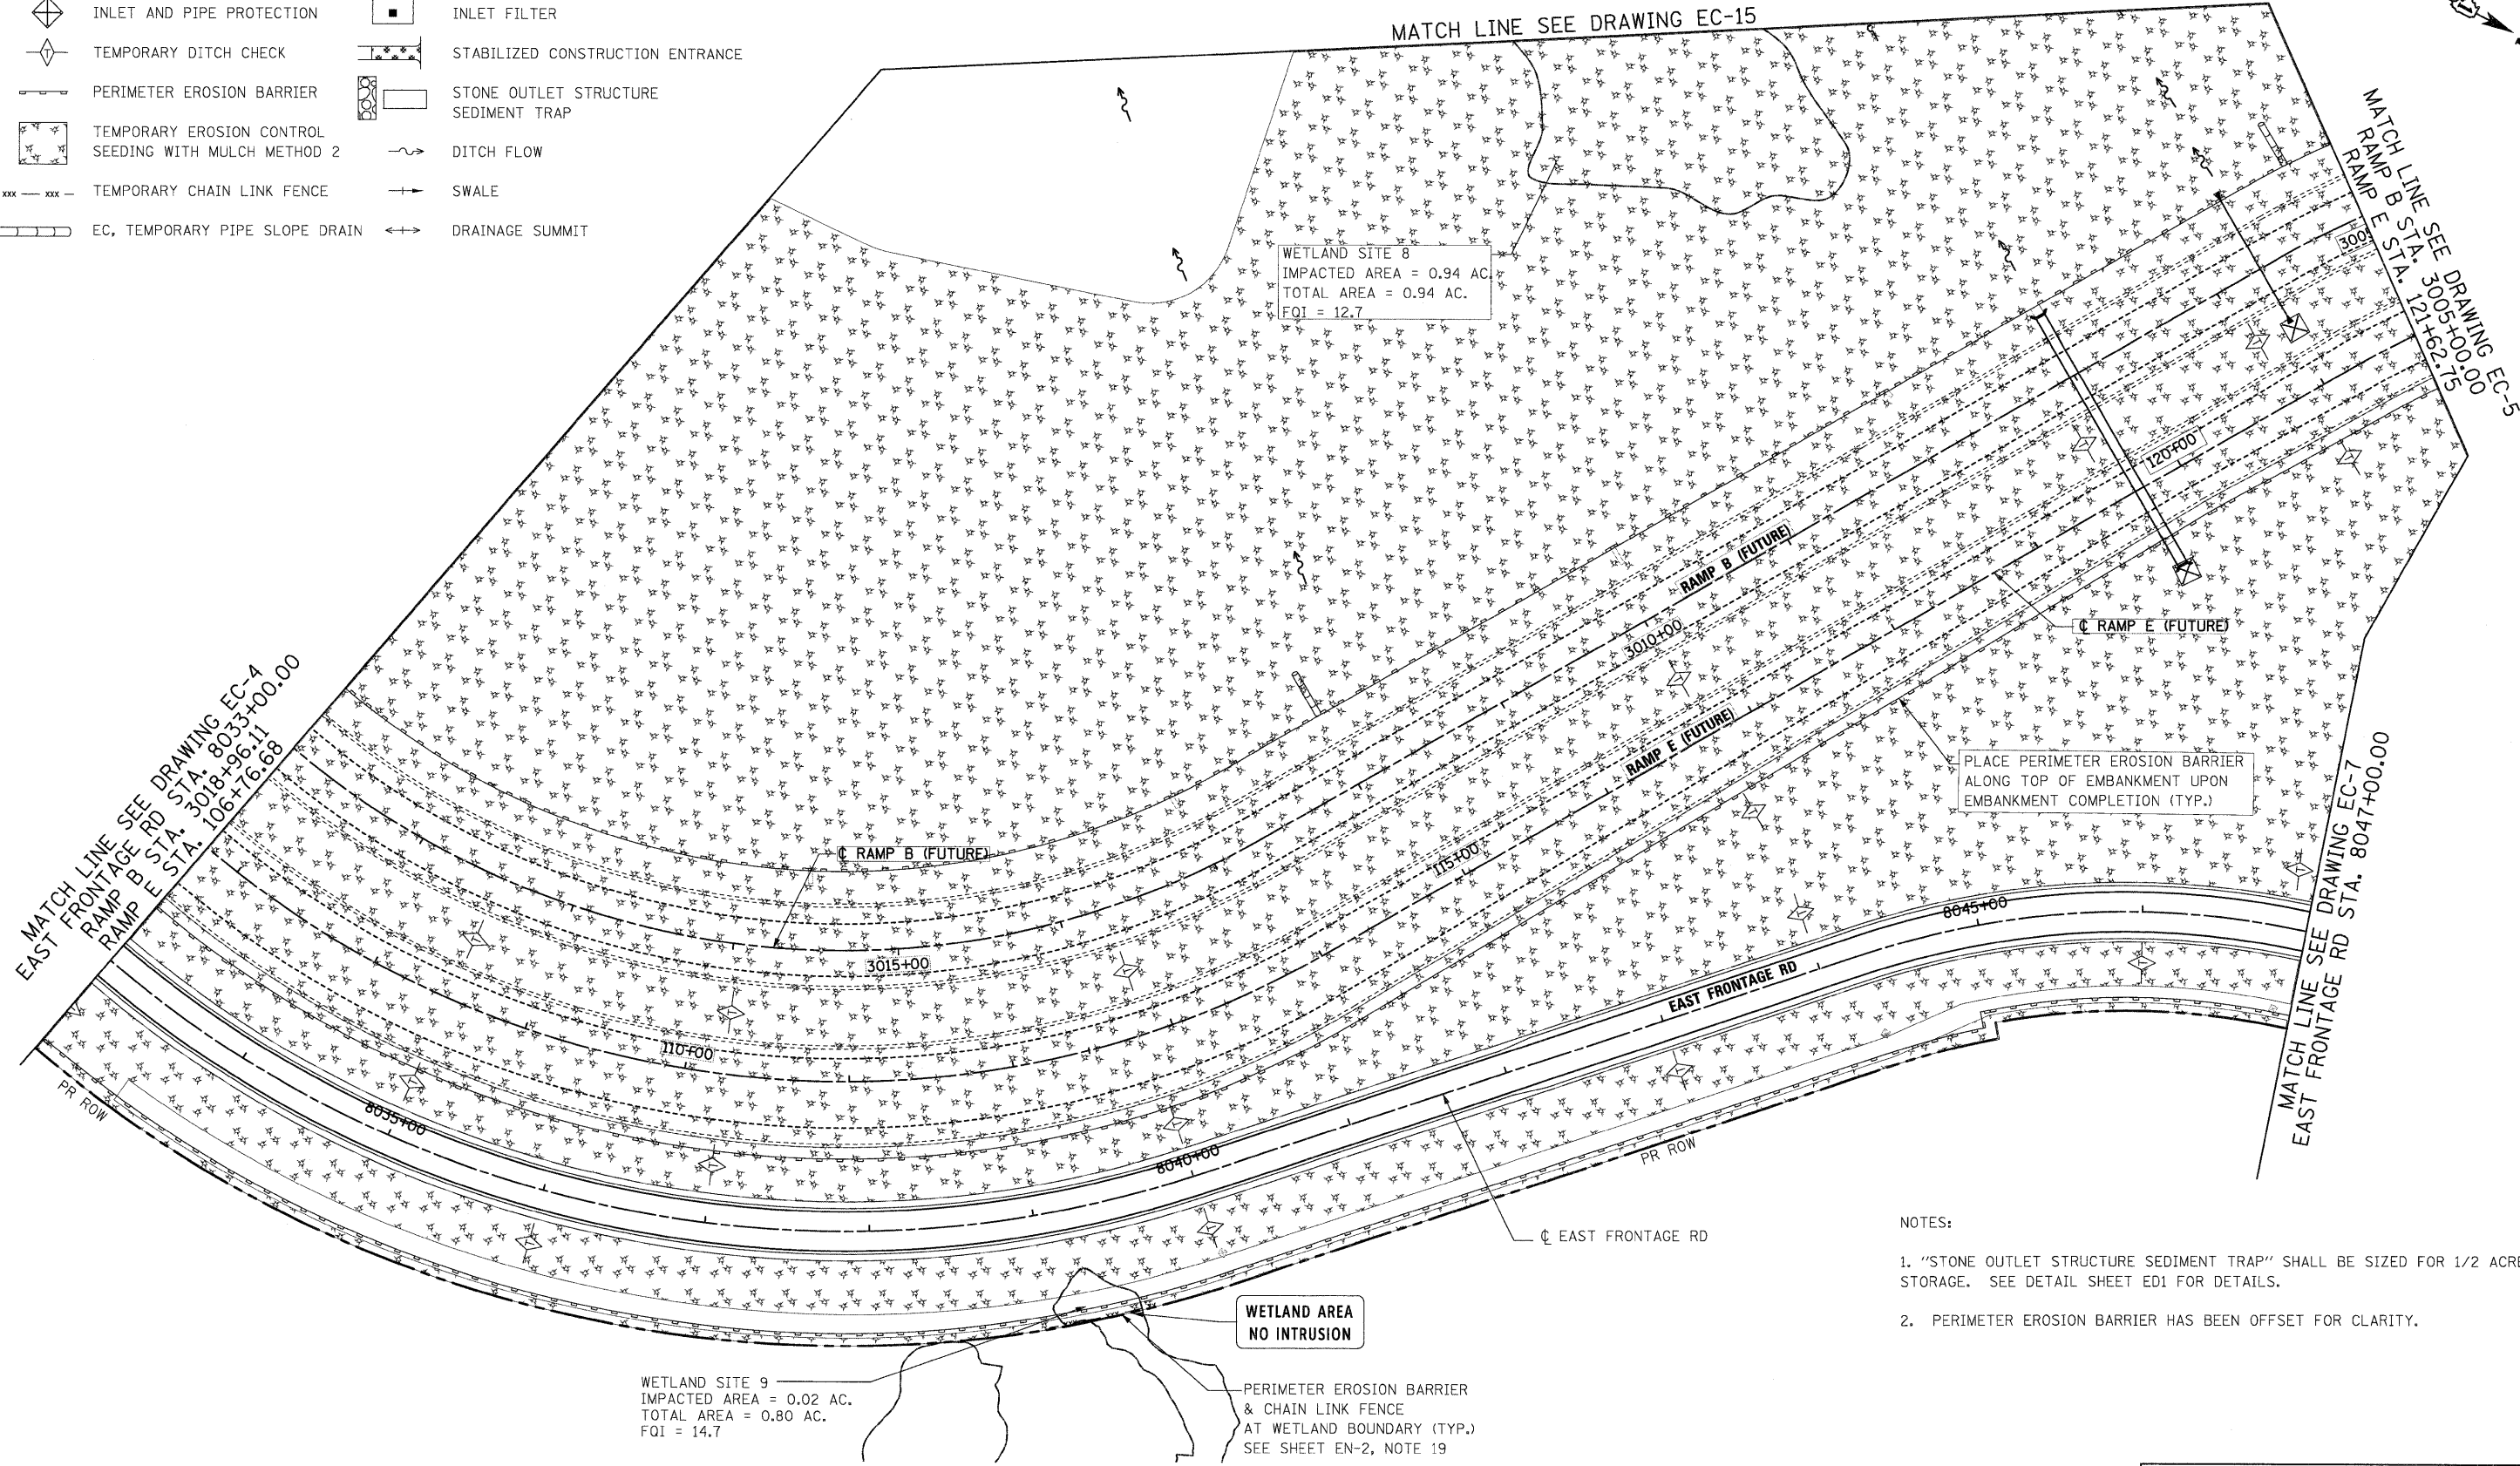 INLET AND PIPE PROTECTION
INLET FILTER
TEMPORARY DITCH CHECK
STABILIZED CONSTRUCTION ENTRANCE
PERIMETER EROSION BARRIER
STONE OUTLET STRUCTURE
SEDIMENT TRAP
TEMPORARY EROSION CONTROL
SEEDING WITH MULCH METHOD 2
DITCH FLOW
xxx — xxx —
TEMPORARY CHAIN LINK FENCE
SWALE
EC, TEMPORARY PIPE SLOPE DRAIN
DRAINAGE SUMMIT
MATCH LINE SEE DRAWING EC-15
MATCH LINE SEE DRAWING EC-5
RAMP B STA. 3005+00.00
RAMP E STA. 121+62.75
WETLAND SITE 8
IMPACTED AREA = 0.94 AC.
TOTAL AREA = 0.94 AC.
FQI = 12.7
120+00
RAMP B (FUTURE)
3010+00
℄ RAMP E (FUTURE)
RAMP E (FUTURE)
PLACE PERIMETER EROSION BARRIER
ALONG TOP OF EMBANKMENT UPON
EMBANKMENT COMPLETION (TYP.)
MATCH LINE SEE DRAWING EC-4
EAST FRONTAGE RD STA. 8033+00.00
RAMP B STA. 3018+96.11
RAMP E STA. 106+76.68
℄ RAMP B (FUTURE)
115+00
3015+00
110+00
8045+00
EAST FRONTAGE RD
MATCH LINE SEE DRAWING EC-7
EAST FRONTAGE RD STA. 8047+00.00
PR ROW
8035+00
8040+00
PR ROW
℄ EAST FRONTAGE RD
WETLAND AREA
NO INTRUSION
WETLAND SITE 9
IMPACTED AREA = 0.02 AC.
TOTAL AREA = 0.80 AC.
FQI = 14.7
PERIMETER EROSION BARRIER
& CHAIN LINK FENCE
AT WETLAND BOUNDARY (TYP.)
SEE SHEET EN-2, NOTE 19
NOTES:
1. "STONE OUTLET STRUCTURE SEDIMENT TRAP" SHALL BE SIZED FOR 1/2 ACRE
STORAGE. SEE DETAIL SHEET ED1 FOR DETAILS.
2. PERIMETER EROSION BARRIER HAS BEEN OFFSET FOR CLARITY.